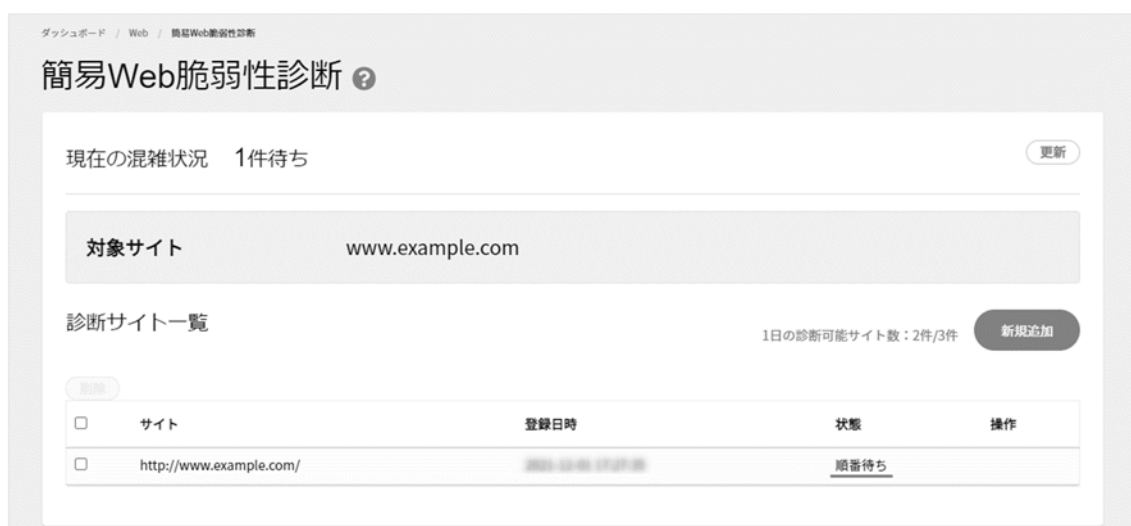 ダッシュボード / Web / 簡易Web脆弱性診断
簡易Web脆弱性診断 ?
現在の混雑状況 1件待ち 更新
対象サイト www.example.com
診断サイト一覧 1日の診断可能サイト数：2件/3件 新規追加
削除
サイト 登録日時 状態 操作
http://www.example.com/ 順番待ち